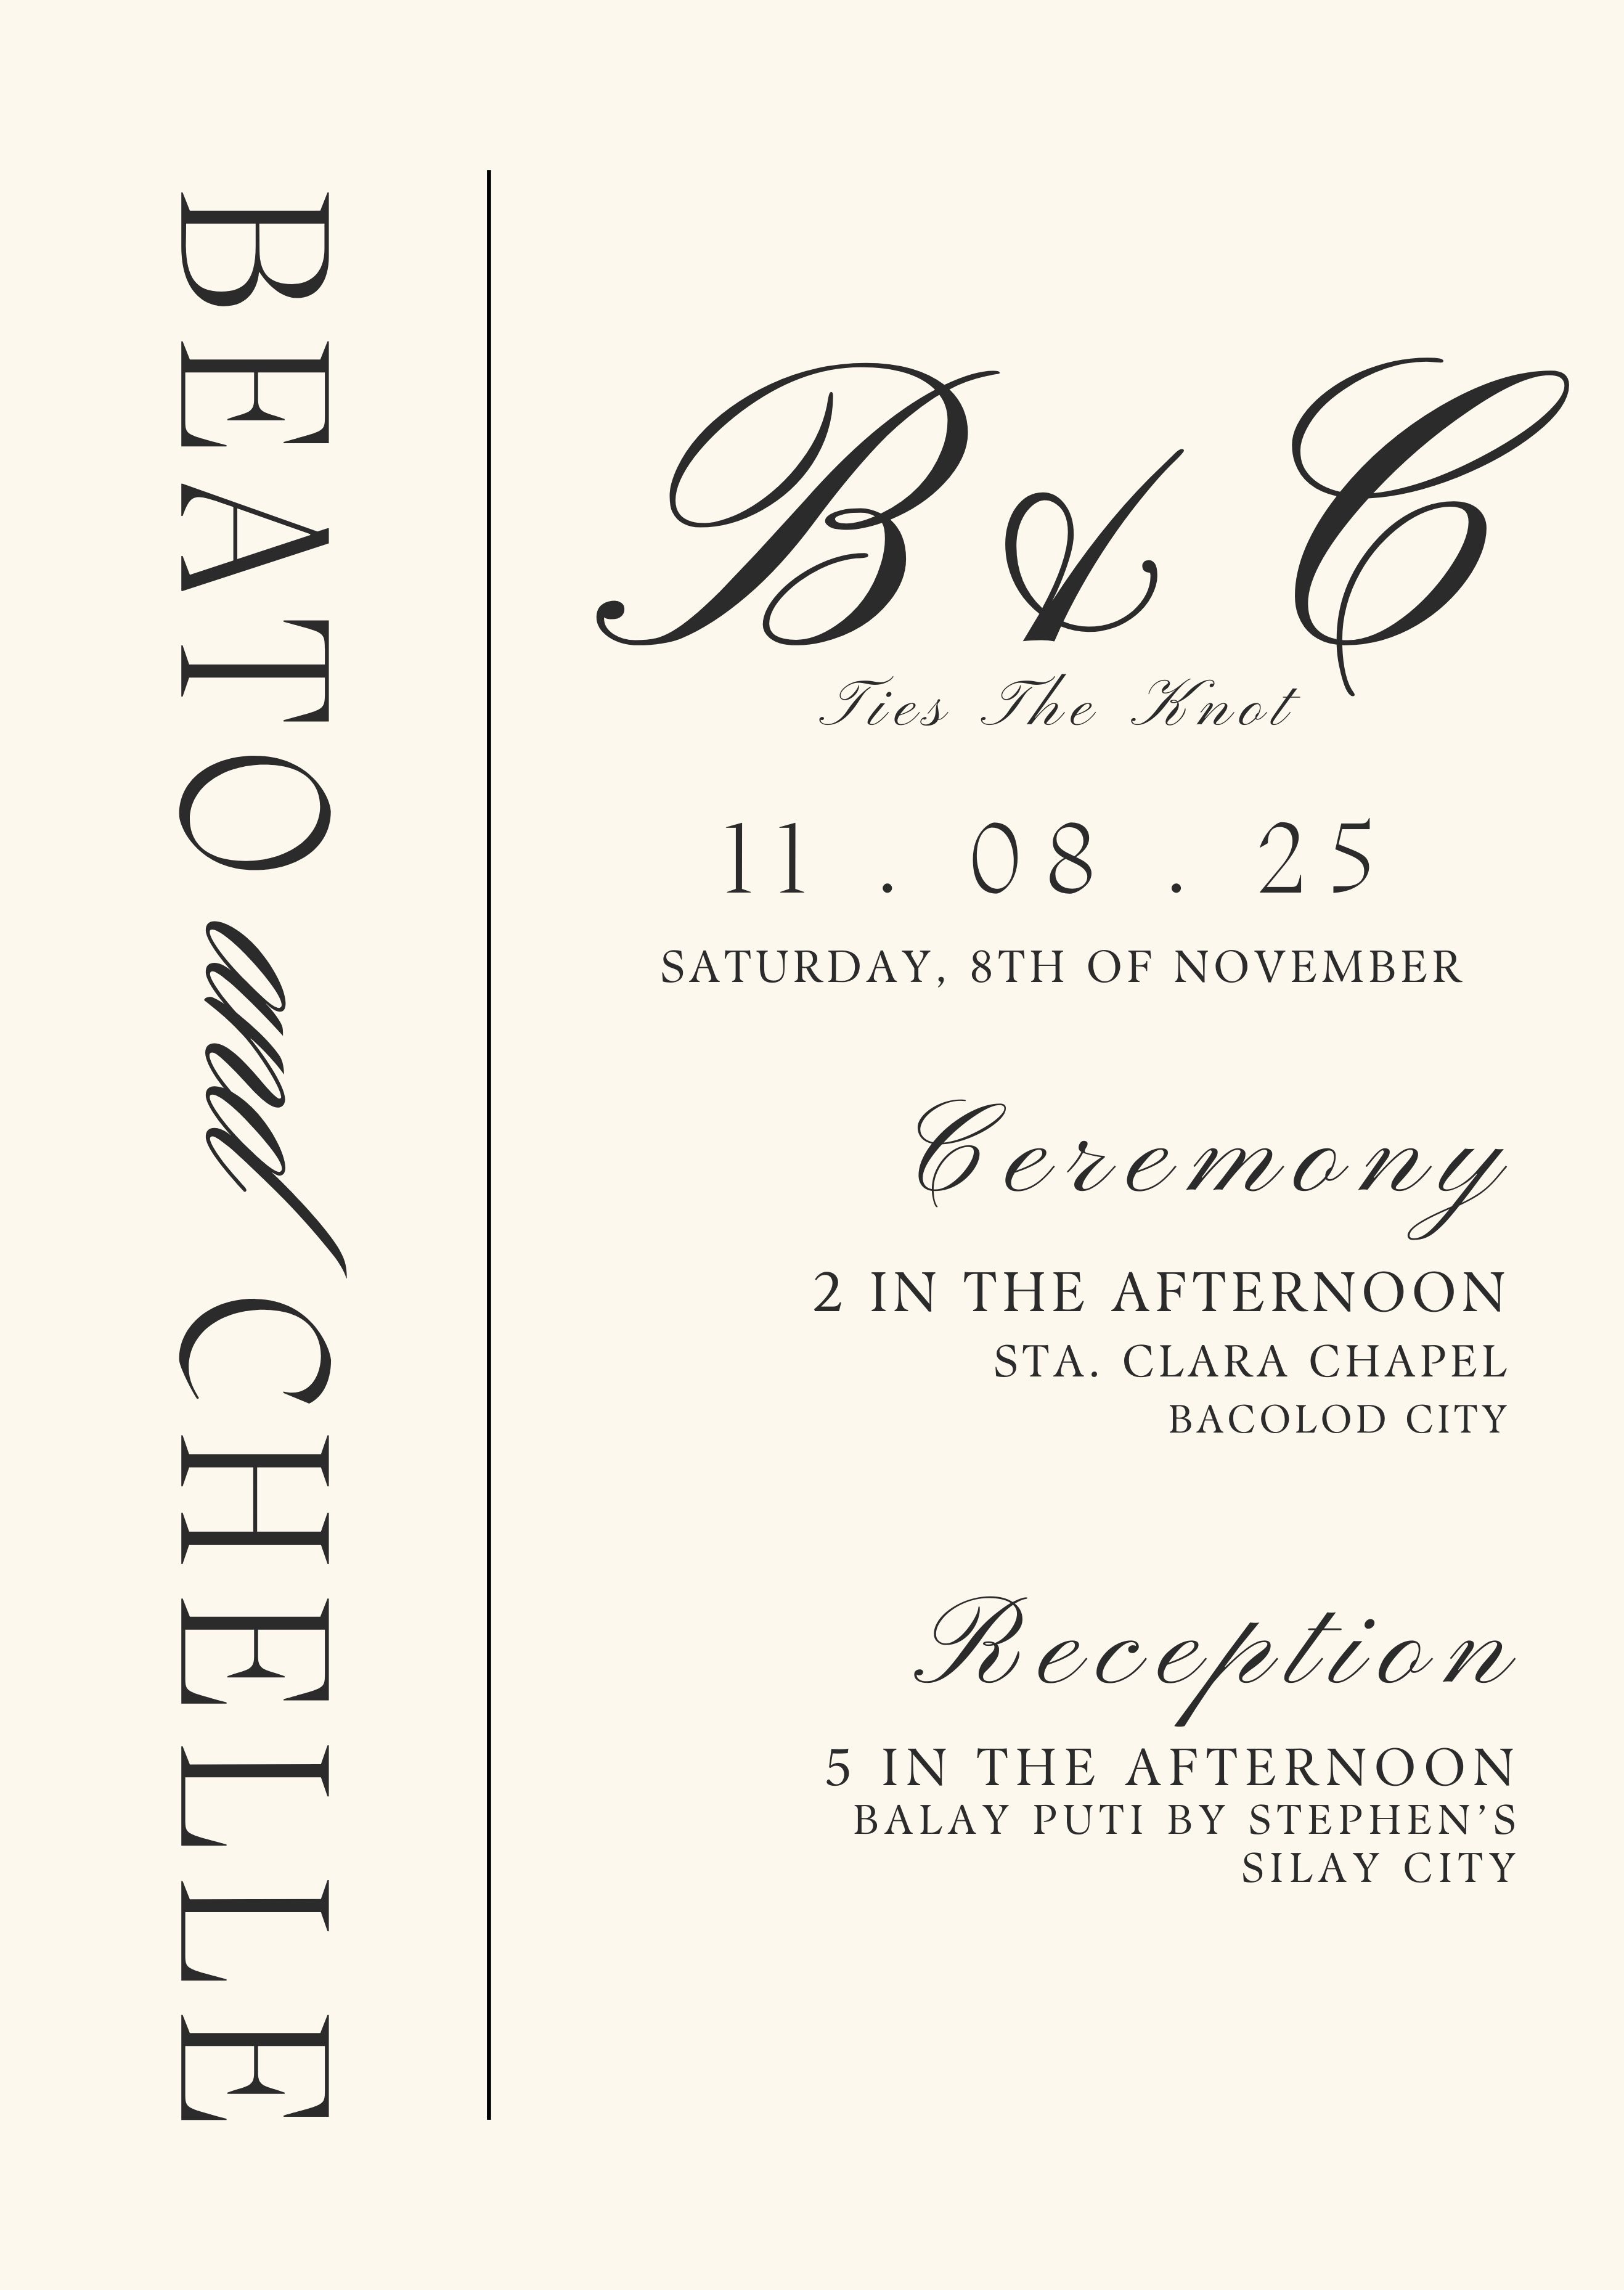 BEATO and CHELLE
B & C
Ties The Knot
11 . 08 . 25
SATURDAY, 8TH OF NOVEMBER
Ceremony
2 IN THE AFTERNOON
STA. CLARA CHAPEL
BACOLOD CITY
Reception
5 IN THE AFTERNOON
BALAY PUTI BY STEPHEN’S
SILAY CITY